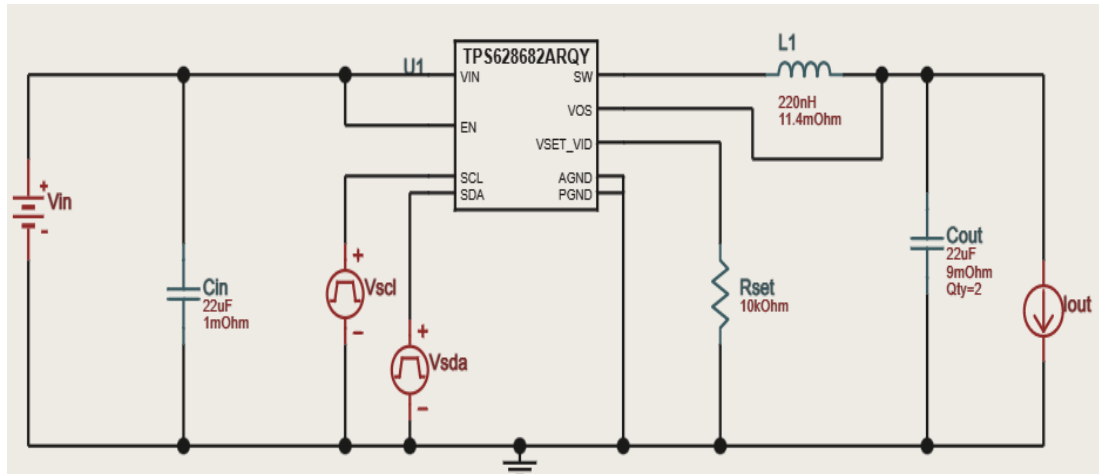 TPS628682ARQY
U1
VIN
EN
SCL
SDA
SW
VOS
VSET_VID
AGND
PGND
L1
220nH
11.4mOhm
+
Vin
-
Cin
22uF
1mOhm
+
Vscl
-
+
Vsda
-
Rset
10kOhm
Cout
22uF
9mOhm
Qty=2
Iout